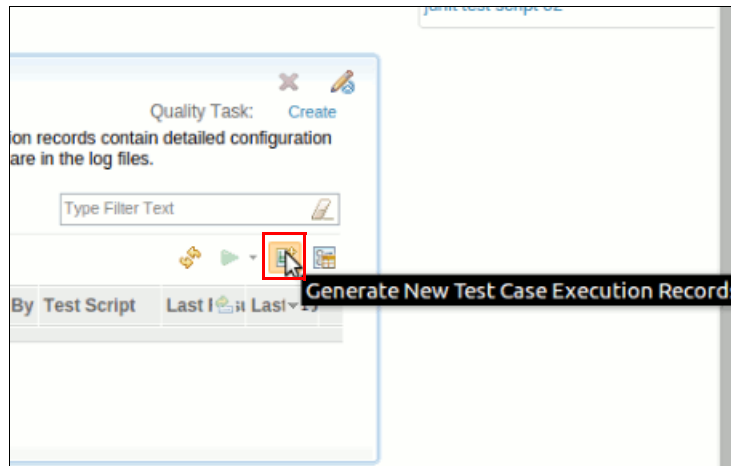 junit test script 02
Quality Task: Create
ion records contain detailed configuration
are in the log files.
Type Filter Text
Generate New Test Case Execution Records
By Test Script Last Last